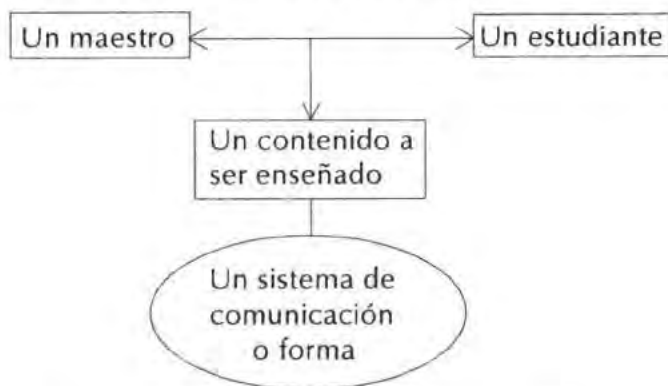 Un maestro
Un estudiante
Un contenido a
ser enseñado
Un sistema de
comunicación
o forma